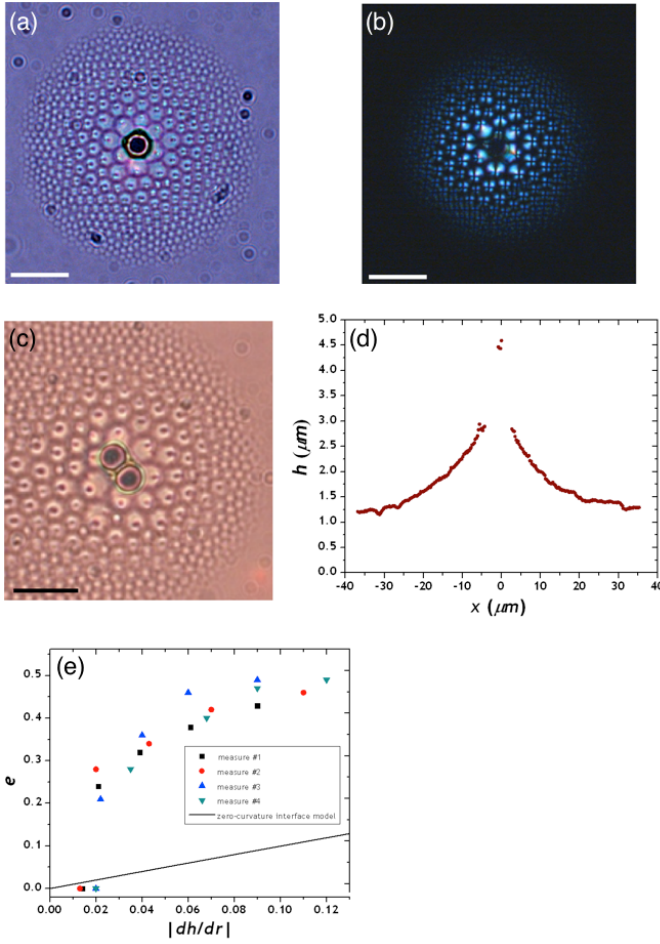 (a)
(b)
(c)
(d)
5.0
4.5
4.0
3.5
3.0
2.5
2.0
1.5
1.0
0.5
0.0
h (μm)
-40 -30 -20 -10 0 10 20 30 40
x (μm)
(e)
0.5
0.4
0.3
0.2
0.1
0.0
e
measure #1
measure #2
measure #3
measure #4
zero-curvature interface model
0.00 0.02 0.04 0.06 0.08 0.10 0.12
|dh/dr|